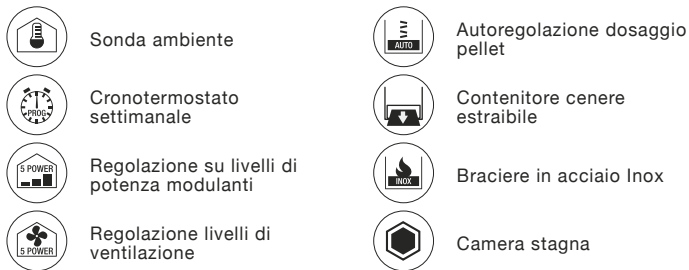 Sonda ambiente
PROG.
Cronotermostato
settimanale
5 POWER
Regolazione su livelli di
potenza modulanti
5 POWER
Regolazione livelli di
ventilazione
AUTO
Autoregolazione dosaggio
pellet
Contenitore cenere
estraibile
INOX
Braciere in acciaio Inox
Camera stagna